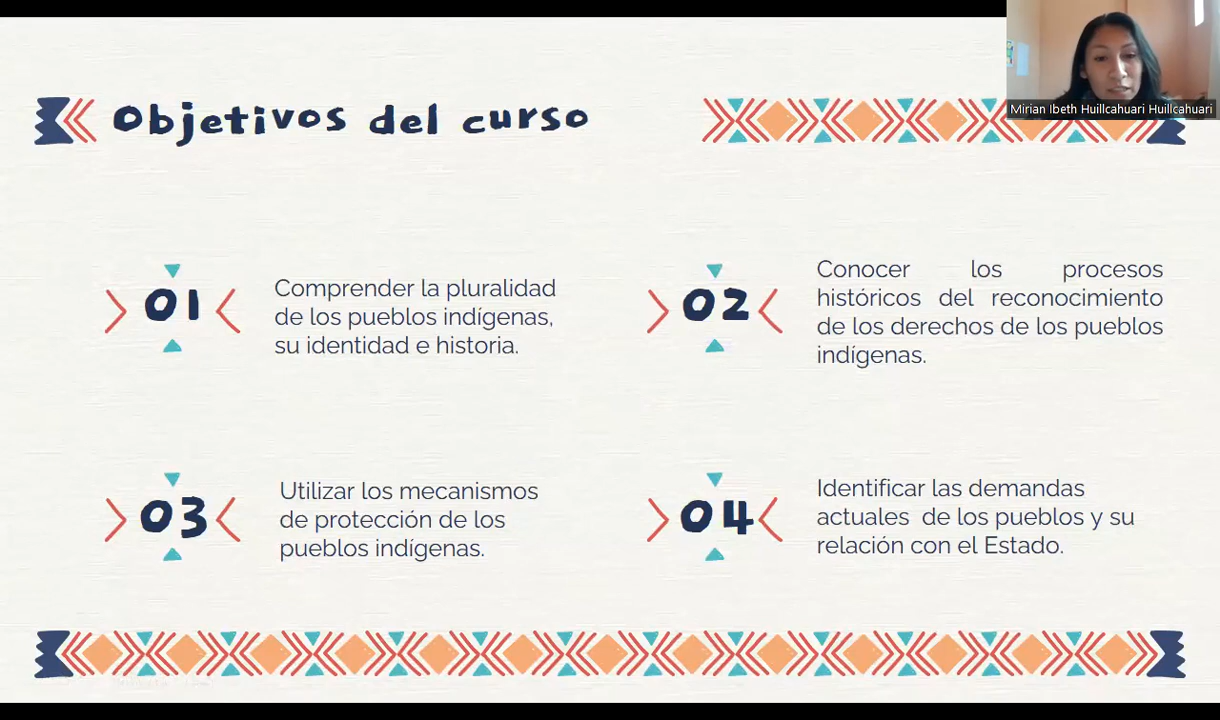 Mirian Ibeth Huillcahuari Huillcahuari
Objetivos del curso
01
Comprender la pluralidad
de los pueblos indígenas,
su identidad e historia.
02
Conocer los procesos
históricos del reconocimiento
de los derechos de los pueblos
indígenas.
03
Utilizar los mecanismos
de protección de los
pueblos indígenas.
04
Identificar las demandas
actuales de los pueblos y su
relación con el Estado.